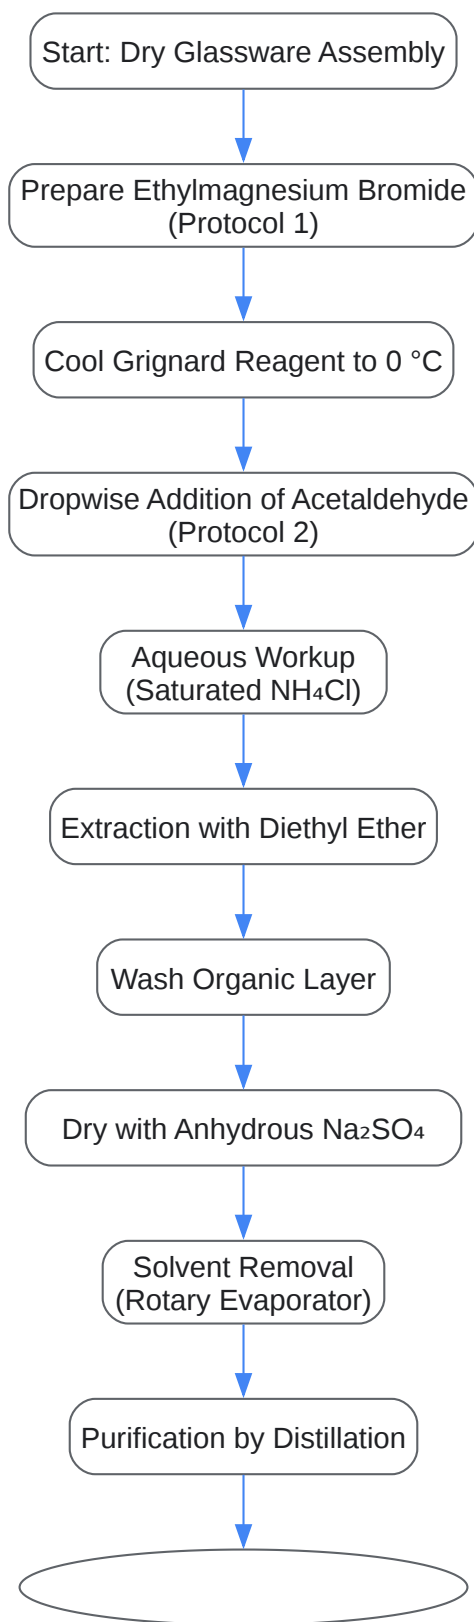 Start: Dry Glassware Assembly
Prepare Ethylmagnesium Bromide
(Protocol 1)
Cool Grignard Reagent to 0 °C
Dropwise Addition of Acetaldehyde
(Protocol 2)
Aqueous Workup
(Saturated NH₄Cl)
Extraction with Diethyl Ether
Wash Organic Layer
Dry with Anhydrous Na₂SO₄
Solvent Removal
(Rotary Evaporator)
Purification by Distillation